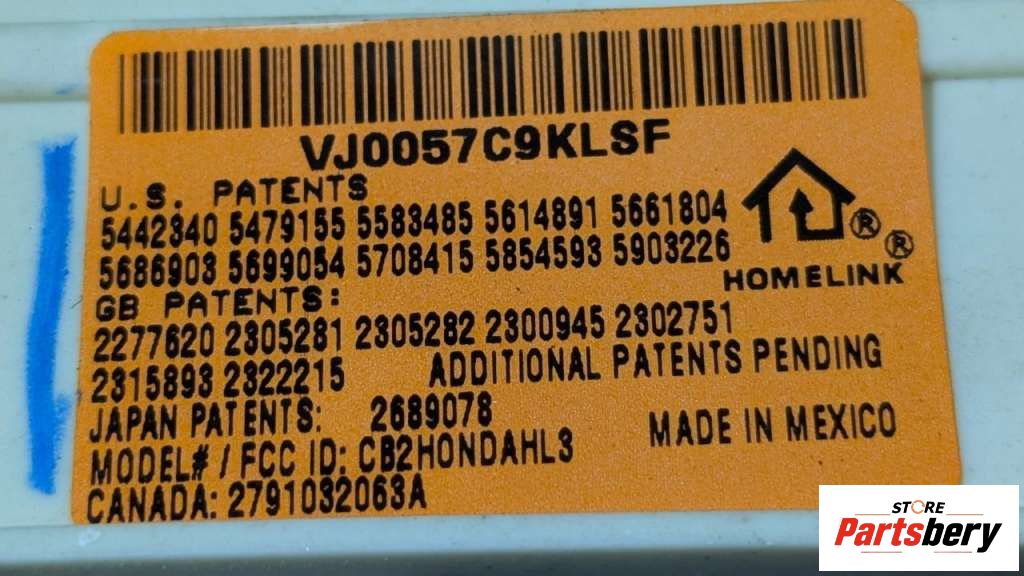 VJ0057C9KLSF
U.S. PATENTS
5442340 5479155 5583485 5614891 5661804
5686903 5699054 5708415 5854593 5903226
® ®
HOMELINK
GB PATENTS:
2277620 2305281 2305282 2300945 2302751
2315893 2322215 ADDITIONAL PATENTS PENDING
JAPAN PATENTS: 2689078
MADE IN MEXICO
MODEL# / FCC ID: CB2HONDAHL3
CANADA: 2791032063A
STORE
Partsbery